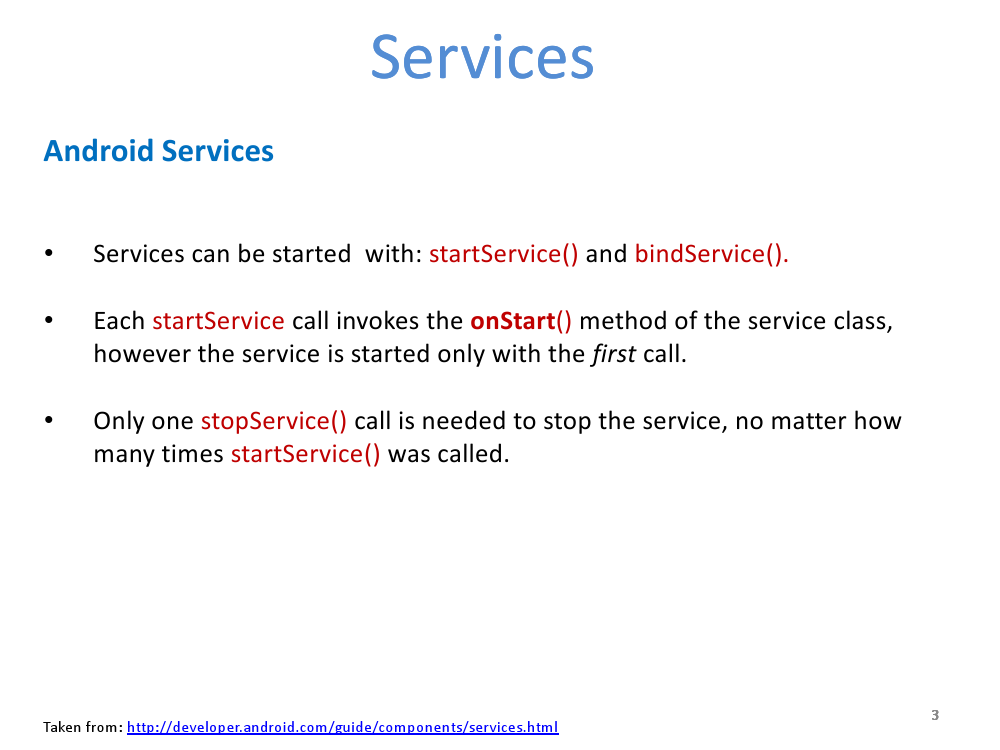 Services
Android Services
• Services can be started  with: startService() and bindService().
• Each startService call invokes the onStart() method of the service class,
however the service is started only with the first call.
• Only one stopService() call is needed to stop the service, no matter how
many times startService() was called.
Taken from: http://developer.android.com/guide/components/services.html
3